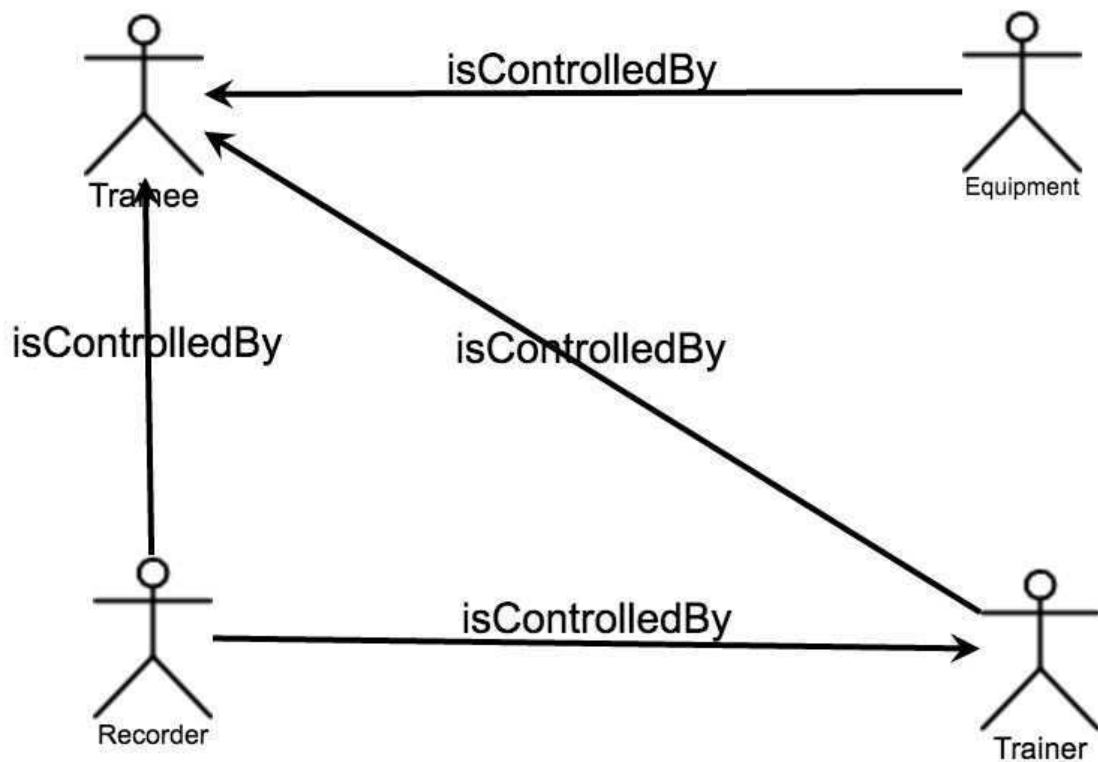 isControlledBy
Trainee
Equipment
isControlledBy
isControlledBy
isControlledBy
Recorder
Trainer